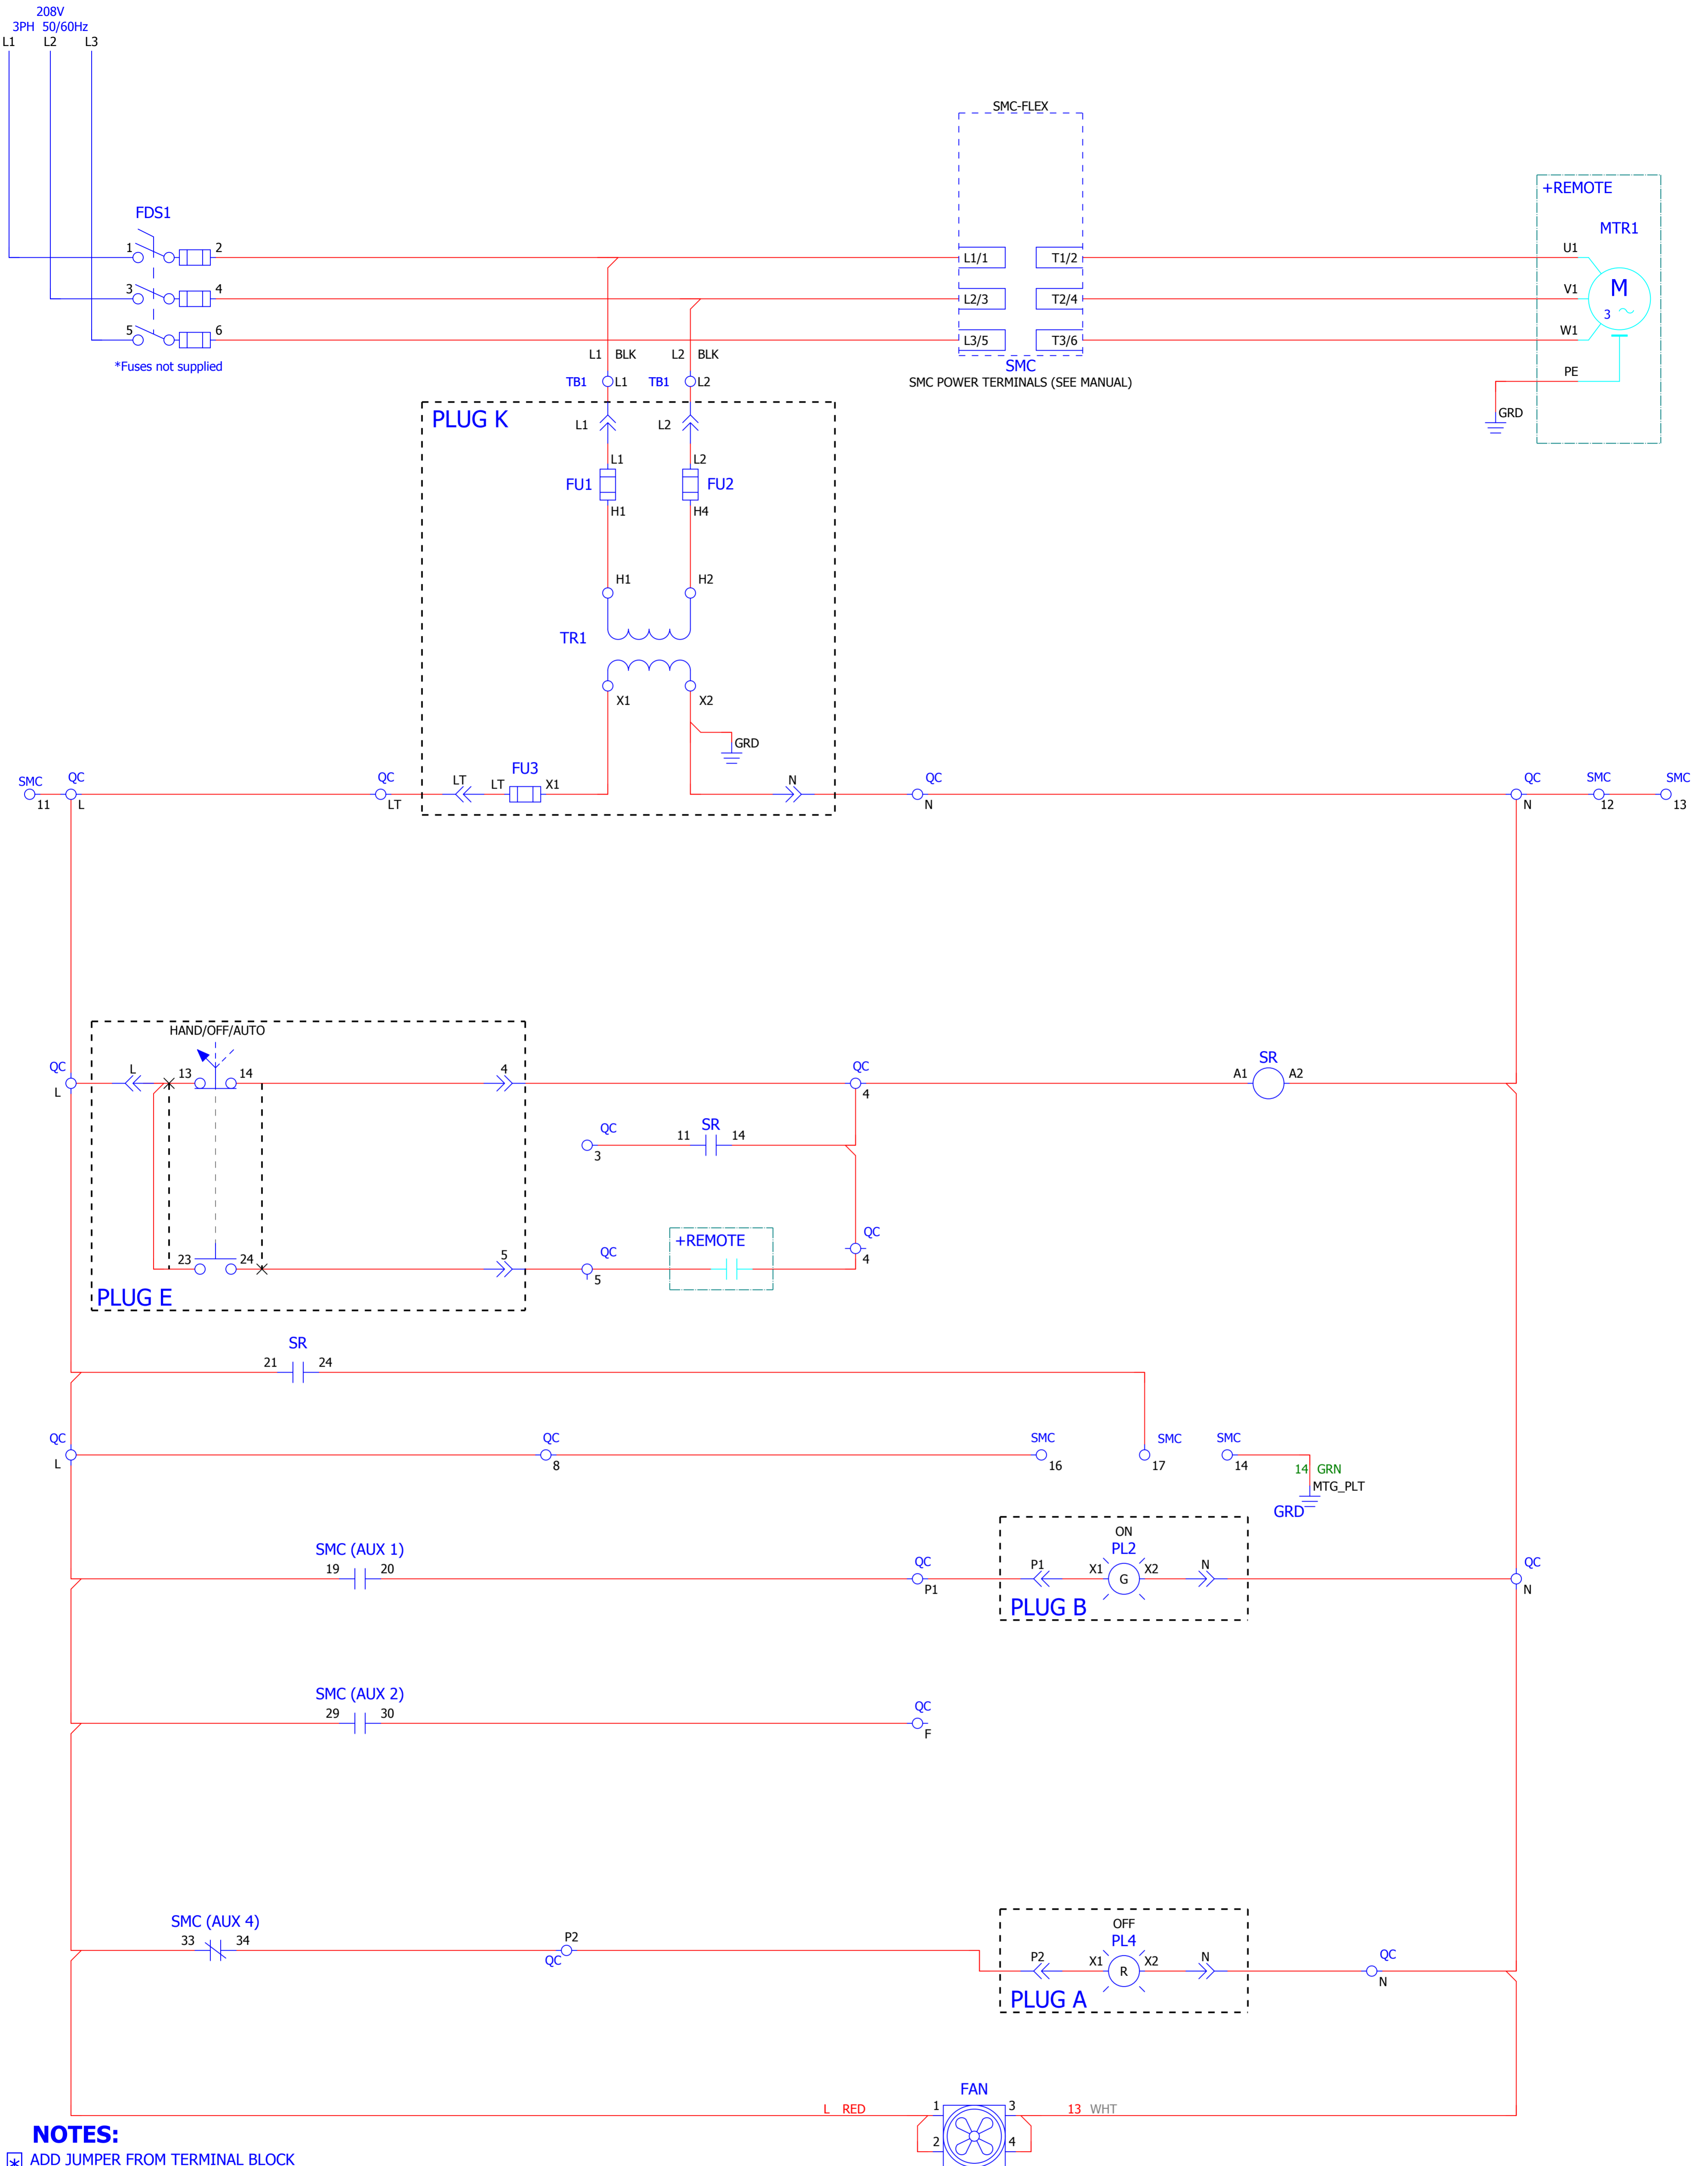 208V
3PH 50/60Hz
L1 L2 L3
SMC-FLEX
+REMOTE
FDS1
MTR1
1 2
L1/1 T1/2
U1
3 4
L2/3 T2/4
V1
M
3
5 6
L3/5 T3/6
W1
*Fuses not supplied
L1 BLK L2 BLK
SMC
PE
TB1 L1 TB1 L2
SMC POWER TERMINALS (SEE MANUAL)
GRD
PLUG K
L1 L2
L1 L2
FU1 FU2
H1 H4
H1 H2
TR1
X1 X2
GRD
SMC QC QC LT FU3 N QC QC SMC SMC
LT X1
11 L LT N N 12 13
HAND/OFF/AUTO
QC L 13 14 4 QC SR
A1 A2
L 4
QC 11 SR 14
3
+REMOTE
QC
23 24 5 QC 4
5
PLUG E
SR
21 24
QC QC SMC SMC SMC
L 8 16 17 14
14 GRN
MTG_PLT
GRD
ON
SMC (AUX 1) PL2
19 20 QC P1 X1 G X2 N QC
P1 N
PLUG B
SMC (AUX 2)
29 30 QC
F
OFF
SMC (AUX 4) PL4
33 34 P2
QC
P2 X1 R X2 N QC
N
PLUG A
FAN
L RED 1 3 13 WHT
2 4
NOTES:
* ADD JUMPER FROM TERMINAL BLOCK